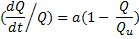 (dQ/dt/Q) = a(1 − Q/Q_u)